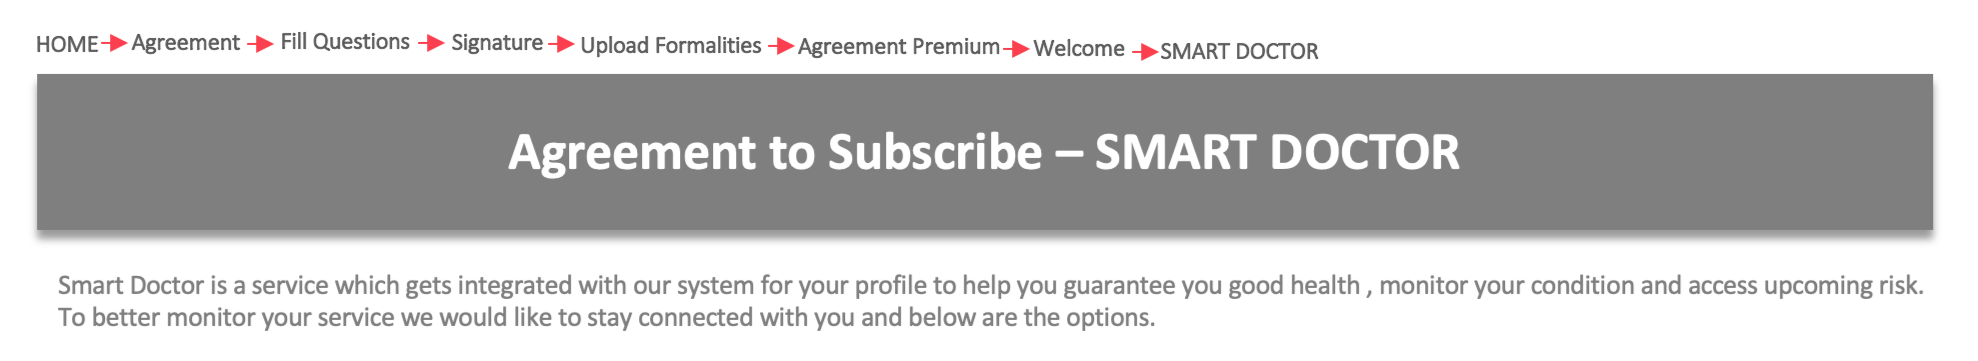 HOME Agreement Fill Questions Signature Upload Formalities Agreement Premium Welcome SMART DOCTOR
Agreement to Subscribe – SMART DOCTOR
Smart Doctor is a service which gets integrated with our system for your profile to help you guarantee you good health , monitor your condition and access upcoming risk.
To better monitor your service we would like to stay connected with you and below are the options.